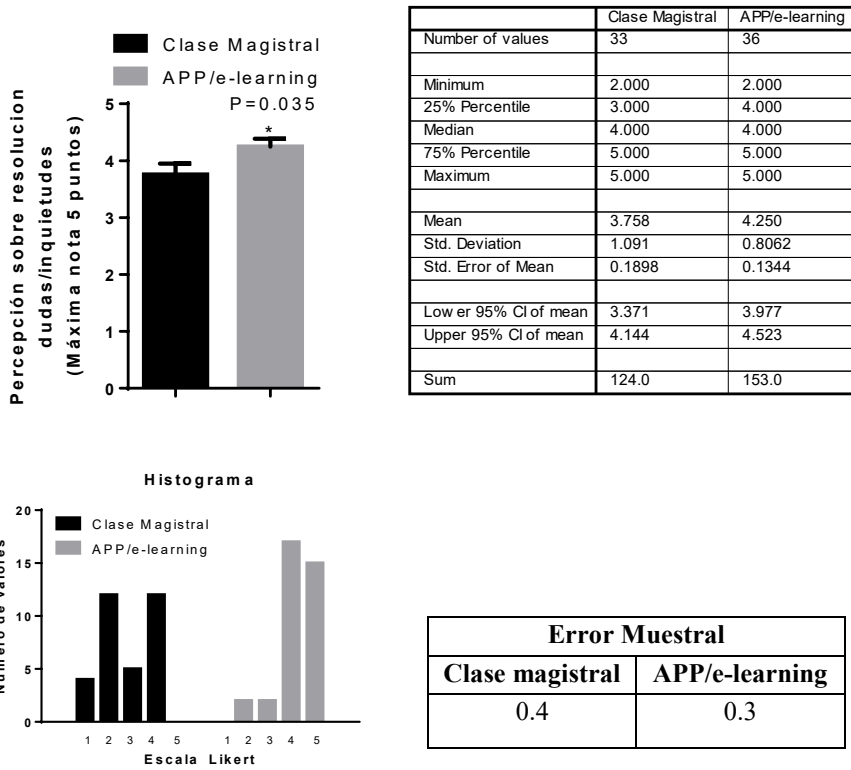 Clase Magistral
APP/e-learning
P=0.035
*
Percepción sobre resolucion
dudas/inquietudes
(Máxima nota 5 puntos)
5
4
3
2
1
0
Clase Magistral APP/e-learning
Number of values 33 36
Minimum 2.000 2.000
25% Percentile 3.000 4.000
Median 4.000 4.000
75% Percentile 5.000 5.000
Maximum 5.000 5.000
Mean 3.758 4.250
Std. Deviation 1.091 0.8062
Std. Error of Mean 0.1898 0.1344
Low er 95% CI of mean 3.371 3.977
Upper 95% CI of mean 4.144 4.523
Sum 124.0 153.0
Histograma
Clase Magistral
APP/e-learning
Número de valores
20
15
10
5
0
1 2 3 4 5 1 2 3 4 5
Escala Likert
Error Muestral
Clase magistral APP/e-learning
0.4 0.3